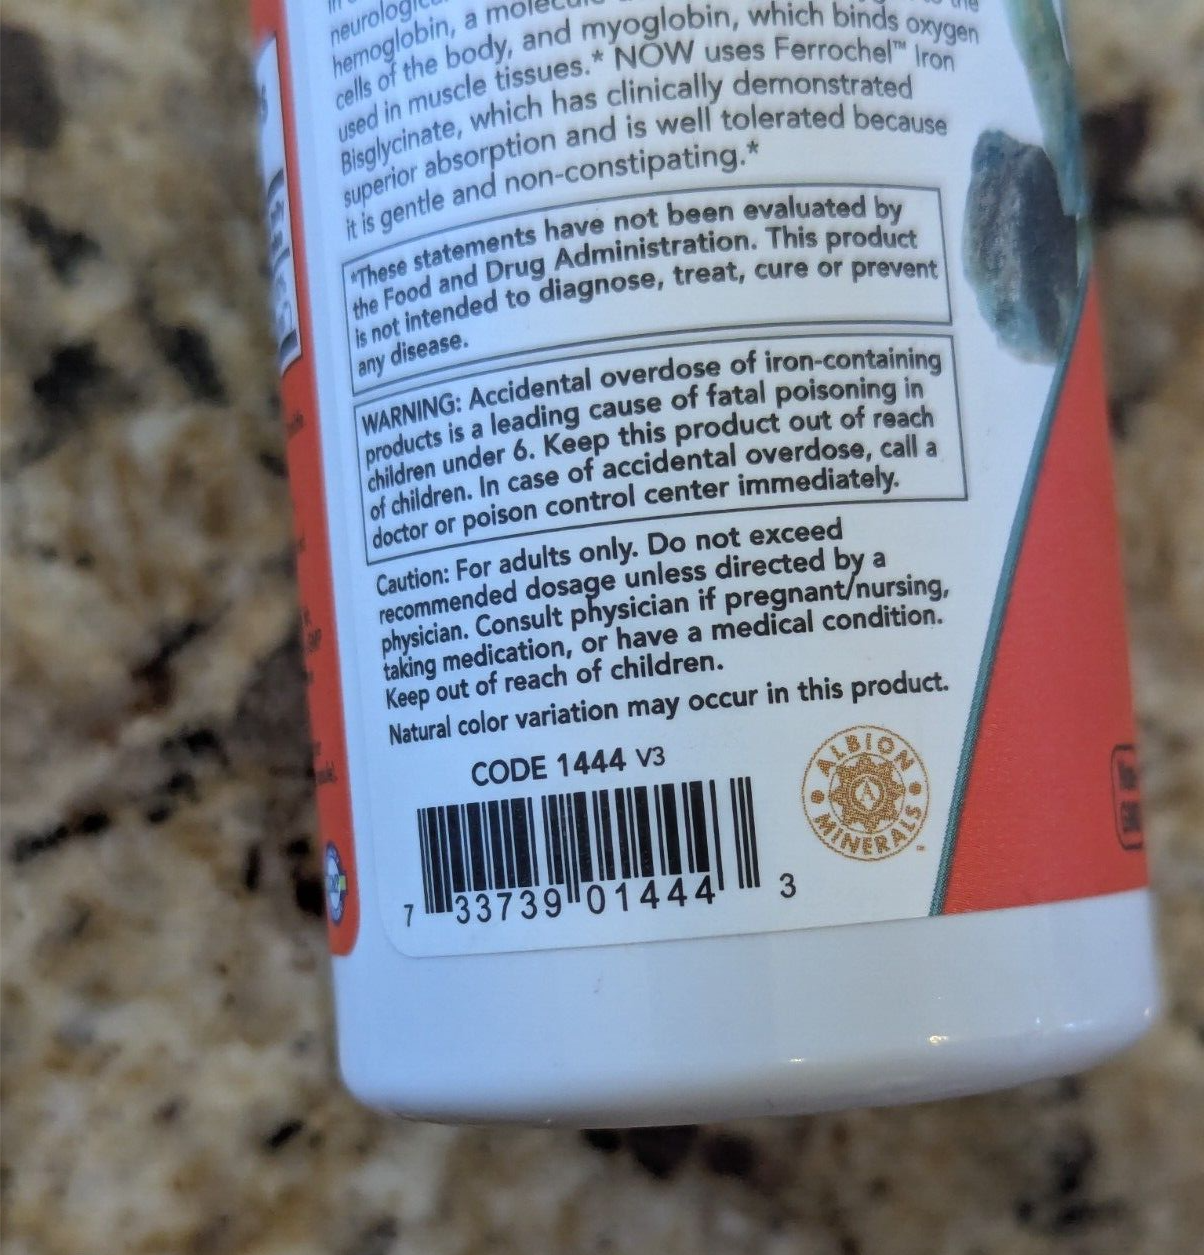 neurologic
hemoglobin, a molecu
cells of the body, and myoglobin, which binds oxygen
used in muscle tissues.* NOW uses Ferrochel™ Iron
Bisglycinate, which has clinically demonstrated
superior absorption and is well tolerated because
it is gentle and non-constipating.*
*These statements have not been evaluated by
the Food and Drug Administration. This product
is not intended to diagnose, treat, cure or prevent
any disease.
WARNING: Accidental overdose of iron-containing
products is a leading cause of fatal poisoning in
children under 6. Keep this product out of reach
of children. In case of accidental overdose, call a
doctor or poison control center immediately.
Caution: For adults only. Do not exceed
recommended dosage unless directed by a
physician. Consult physician if pregnant/nursing,
taking medication, or have a medical condition.
Keep out of reach of children.
Natural color variation may occur in this product.
CODE 1444 V3
ALBION
A
MINERALS
7 33739 01444 3